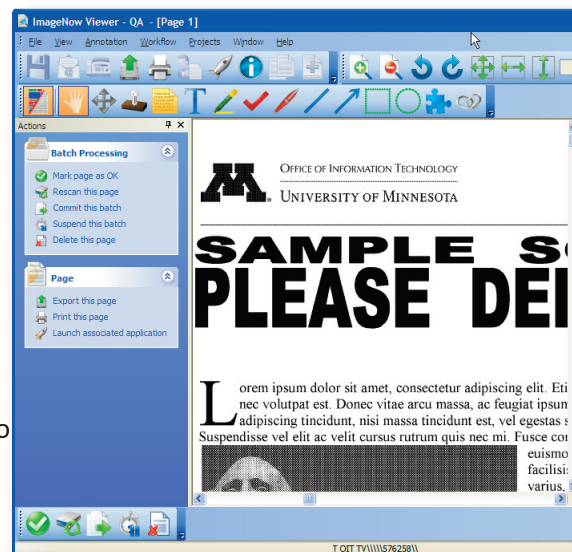 ImageNow Viewer - QA - [Page 1]
File View Annotation Workflow Projects Window Help
Actions
Batch Processing
Mark page as OK
Rescan this page
Commit this batch
Suspend this batch
Delete this page
Page
Export this page
Print this page
Launch associated application
M
OFFICE OF INFORMATION TECHNOLOGY
UNIVERSITY OF MINNESOTA
SAMPLE
PLEASE
Lorem ipsum dolor sit amet, consectetur adipiscing elit. Eti
nec volutpat est. Donec vitae arcu massa, ac feugiat ipsum
adipiscing tincidunt, nisi massa tincidunt est, vel egestas s
Suspendisse vel elit ac velit cursus rutrum quis nec mi. Fusce con
euismo
facilisi
varius,
T OIT TV\\\\\576258\\